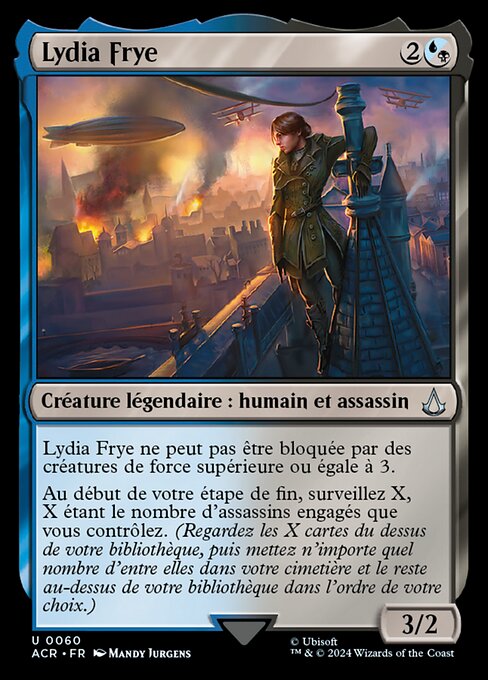 Lydia Frye 2
Créature légendaire : humain et assassin
Lydia Frye ne peut pas être bloquée par des
créatures de force supérieure ou égale à 3.
Au début de votre étape de fin, surveillez X,
X étant le nombre d'assassins engagés que
vous contrôlez. (Regardez les X cartes du dessus
de votre bibliothèque, puis mettez n'importe quel
nombre d'entre elles dans votre cimetière et le reste
au-dessus de votre bibliothèque dans l'ordre de votre
choix.)
3/2
U 0060
ACR • FR Mandy Jurgens
© Ubisoft
™ & © 2024 Wizards of the Coast